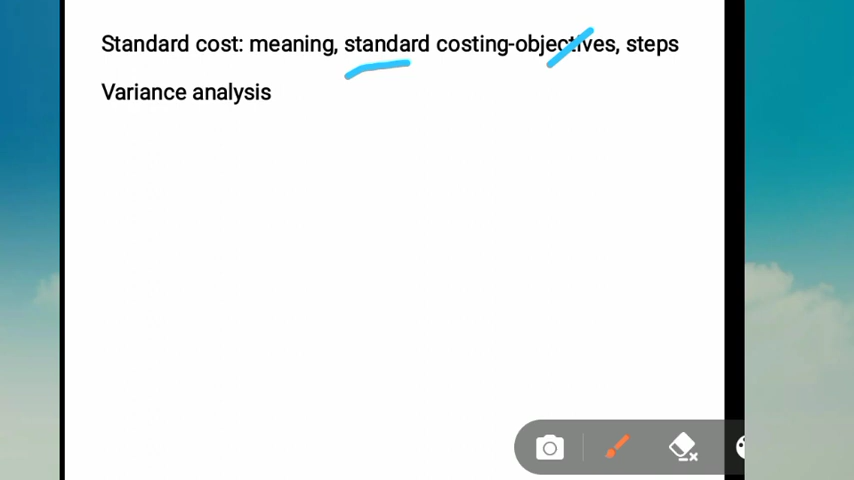 Standard cost: meaning, standard costing-objectives, steps
Variance analysis